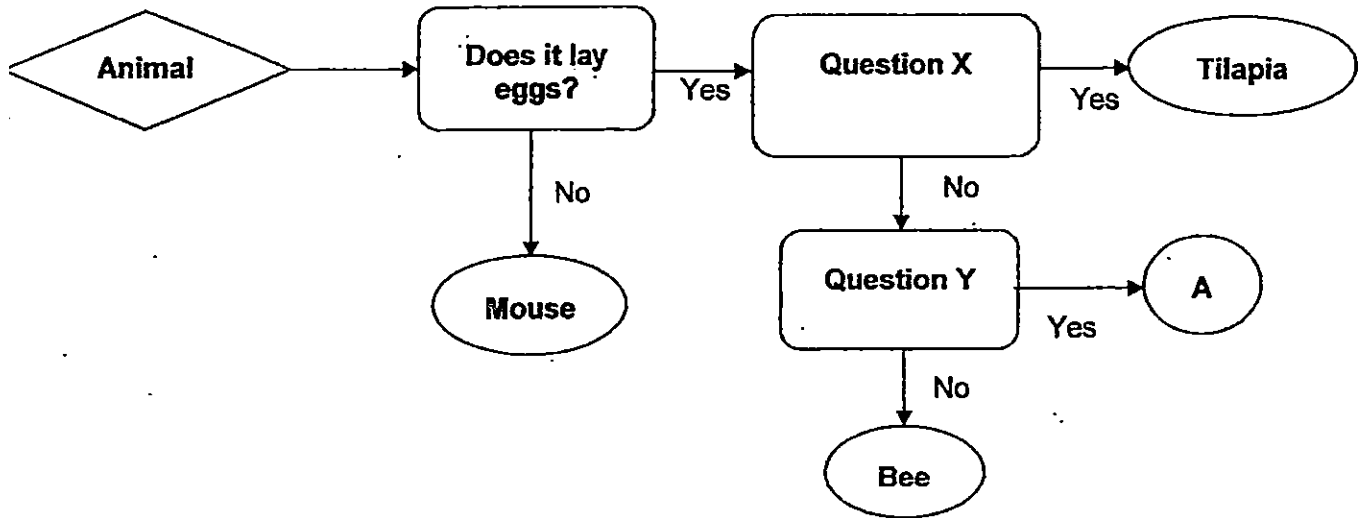 Animal
Does it lay
eggs?
Yes
Question X
Yes
Tilapia
No
No
Mouse
Question Y
Yes
A
No
Bee